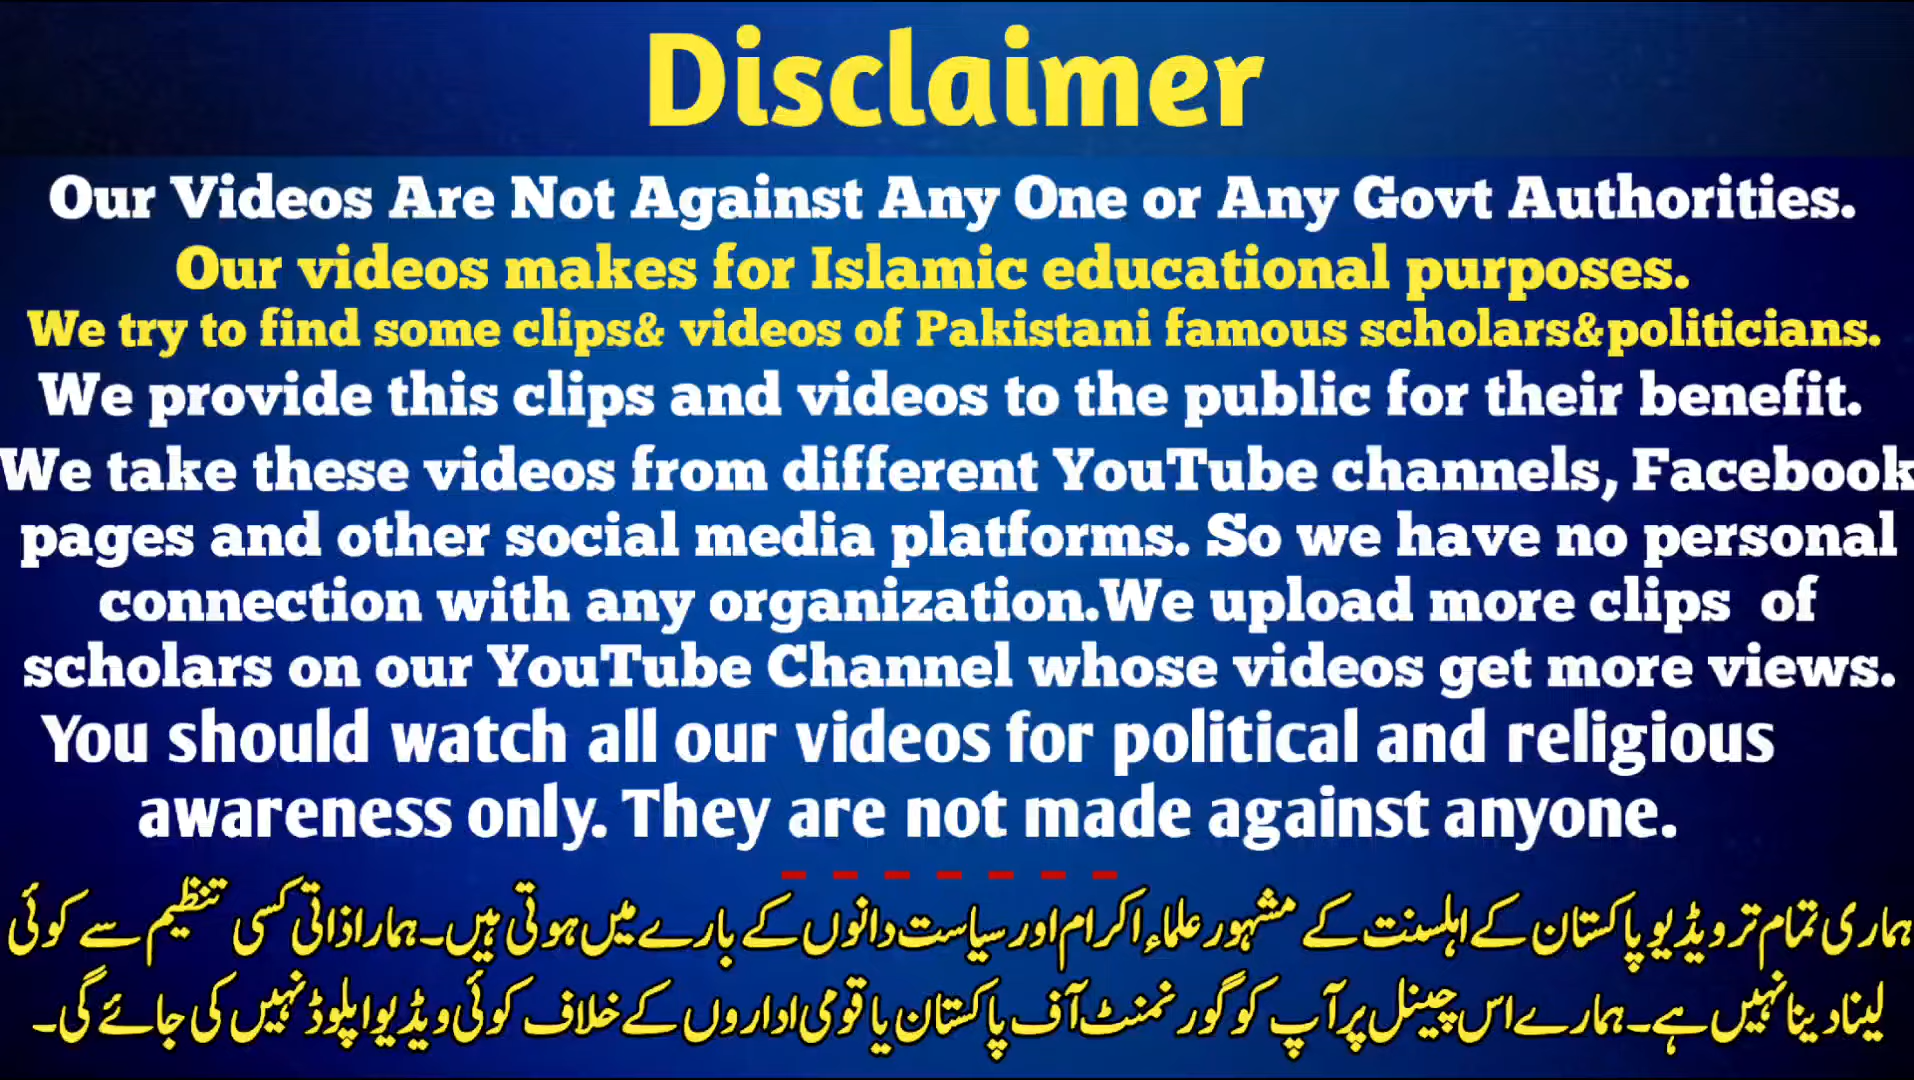 Disclaimer
Our Videos Are Not Against Any One or Any Govt Authorities.
Our videos makes for Islamic educational purposes.
We try to find some clips& videos of Pakistani famous scholars&politicians.
We provide this clips and videos to the public for their benefit.
We take these videos from different YouTube channels, Facebook
pages and other social media platforms. So we have no personal
connection with any organization.We upload more clips of
scholars on our YouTube Channel whose videos get more views.
You should watch all our videos for political and religious
awareness only. They are not made against anyone.
ہماری تمام تر ویڈیو پاکستان کے اہلسنت کے مشہور علماء اکرام اور سیاست دانوں کے بارے میں ہوتی ہیں۔ ہمارا ذاتی کسی تنظیم سے کوئی
لینا دینا نہیں ہے۔ ہمارے اس چینل پر آپ کو گورنمنٹ آف پاکستان یا قومی اداروں کے خلاف کوئی ویڈیو اپلوڈ نہیں کی جائے گی۔